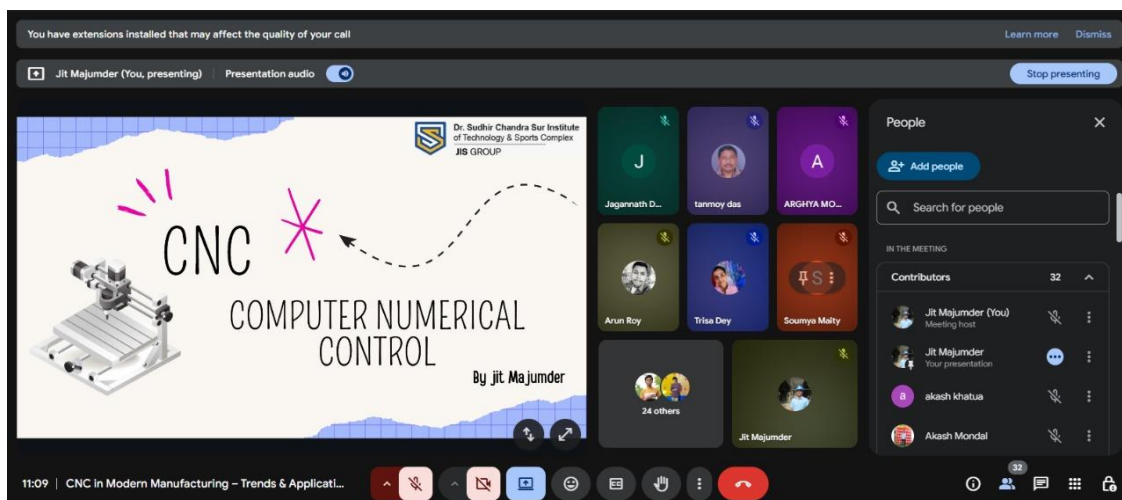 You have extensions installed that may affect the quality of your call
Learn more
Dismiss
Jit Majumder (You, presenting)
Presentation audio
Stop presenting
Dr. Sudhir Chandra Sur Institute
of Technology & Sports Complex
JIS GROUP
CNC
COMPUTER NUMERICAL
CONTROL
By jit Majumder
J
Jagannath D...
tanmoy das
A
ARGHYA MO...
Arun Roy
Trisa Dey
S
Soumya Maity
24 others
Jit Majumder
People
Add people
Search for people
IN THE MEETING
Contributors
32
Jit Majumder (You)
Meeting host
Jit Majumder
Your presentation
a
akash khatua
Akash Mondal
11:09 | CNC in Modern Manufacturing – Trends & Applicati...
32